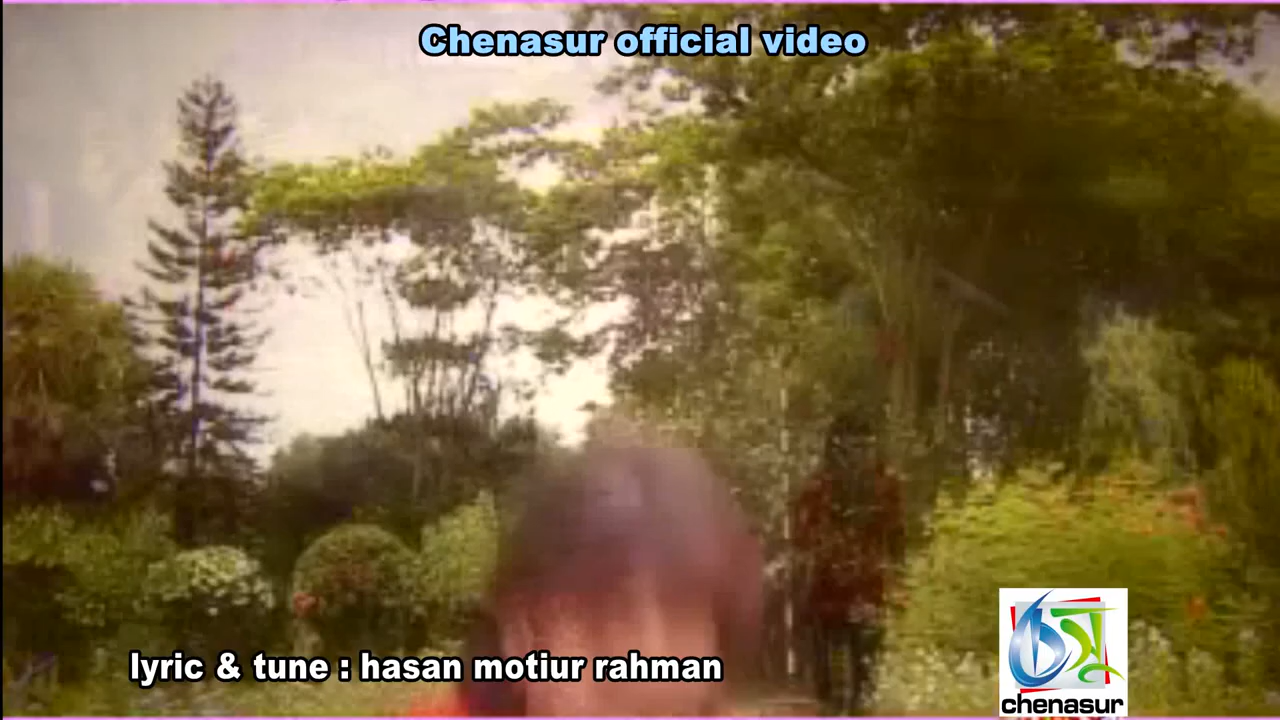 Chenasur official video
lyric & tune : hasan motiur rahman
চেসু
chenasur